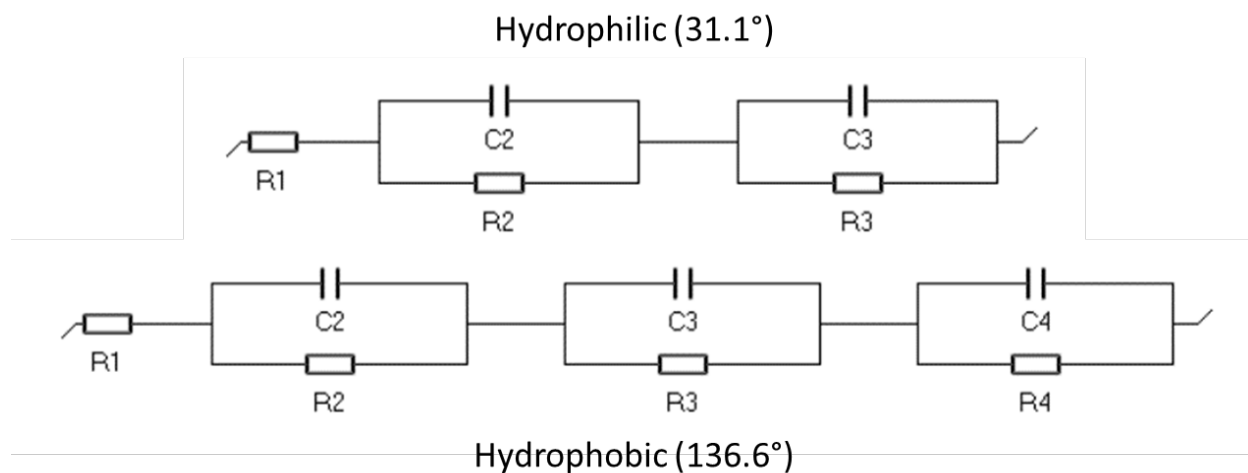 Hydrophilic (31.1°)
C2
C3
R1
R2
R3
C2
C3
C4
R1
R2
R3
R4
Hydrophobic (136.6°)